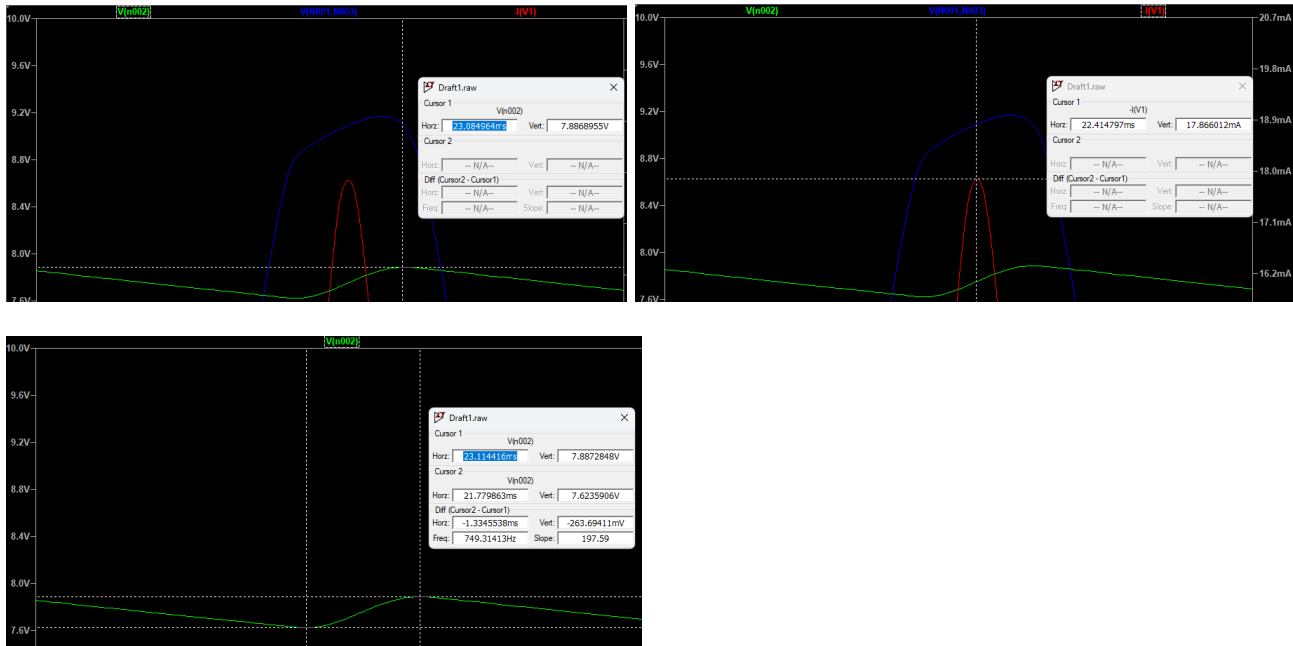 V(n002) V(N001,N003) -I(V1)
10.0V
9.6V
9.2V
8.8V
8.4V
8.0V
7.6V
Draft1.raw
Cursor 1
V(n002)
Horz: 23.084964ms Vert: 7.8868955V
Cursor 2
Horz: -- N/A-- Vert: -- N/A--
Diff (Cursor2 - Cursor1)
Horz: -- N/A-- Vert: -- N/A--
Freq: -- N/A-- Slope: -- N/A--
V(n002) V(N001,N003) -I(V1)
10.0V 20.7mA
9.6V 19.8mA
9.2V 18.9mA
8.8V 18.0mA
8.4V 17.1mA
8.0V 16.2mA
7.6V
Draft1.raw
Cursor 1
-I(V1)
Horz: 22.414797ms Vert: 17.866012mA
Cursor 2
Horz: -- N/A-- Vert: -- N/A--
Diff (Cursor2 - Cursor1)
Horz: -- N/A-- Vert: -- N/A--
Freq: -- N/A-- Slope: -- N/A--
V(n002)
10.0V
9.6V
9.2V
8.8V
8.4V
8.0V
7.6V
Draft1.raw
Cursor 1
V(n002)
Horz: 23.114416ms Vert: 7.8872848V
Cursor 2
V(n002)
Horz: 21.779863ms Vert: 7.6235906V
Diff (Cursor2 - Cursor1)
Horz: -1.3345538ms Vert: -263.69411mV
Freq: 749.31413Hz Slope: 197.59